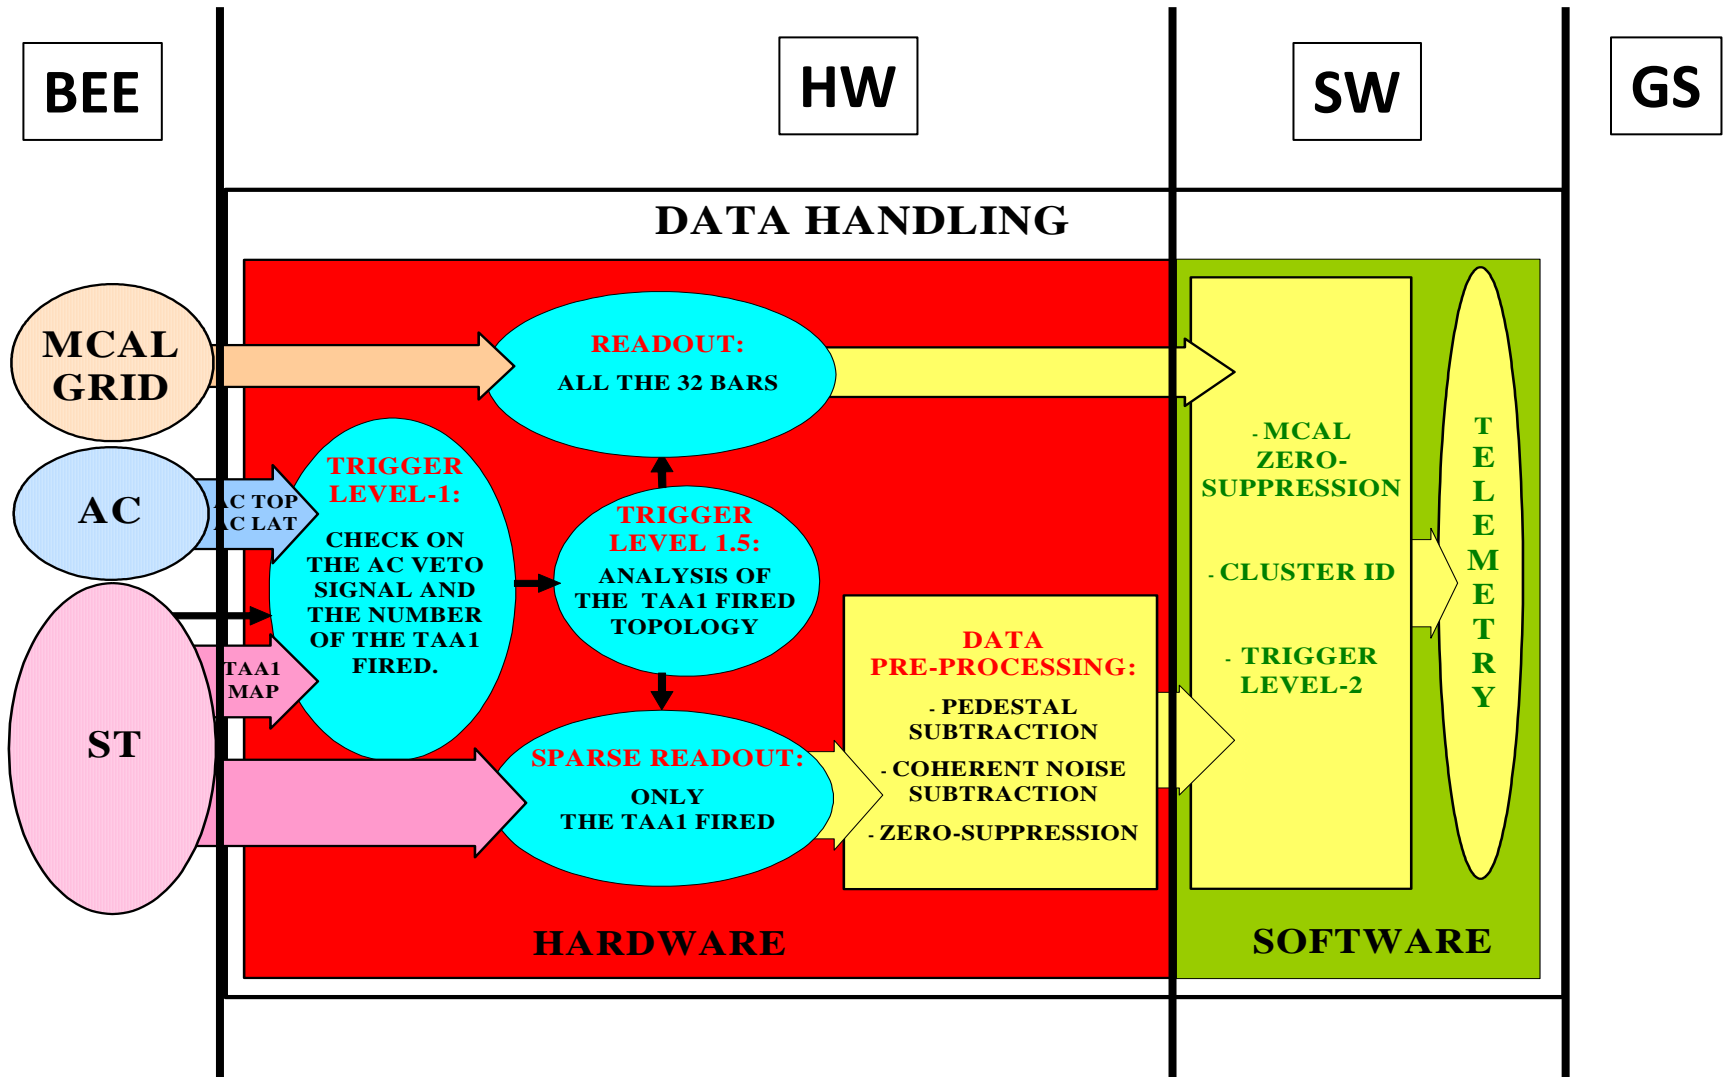 BEE
HW
SW
GS
DATA HANDLING
MCAL
GRID
READOUT:
ALL THE 32 BARS
AC
AC TOP
AC LAT
TRIGGER
LEVEL-1:
CHECK ON
THE AC VETO
SIGNAL AND
THE NUMBER
OF THE TAA1
FIRED.
TRIGGER
LEVEL 1.5:
ANALYSIS OF
THE TAA1 FIRED
TOPOLOGY
ST
TAA1
MAP
SPARSE READOUT:
ONLY
THE TAA1 FIRED
DATA
PRE-PROCESSING:
- PEDESTAL
SUBTRACTION
- COHERENT NOISE
SUBTRACTION
- ZERO-SUPPRESSION
- MCAL
ZERO-
SUPPRESSION
- CLUSTER ID
- TRIGGER
LEVEL-2
T
E
L
E
M
E
T
R
Y
HARDWARE
SOFTWARE